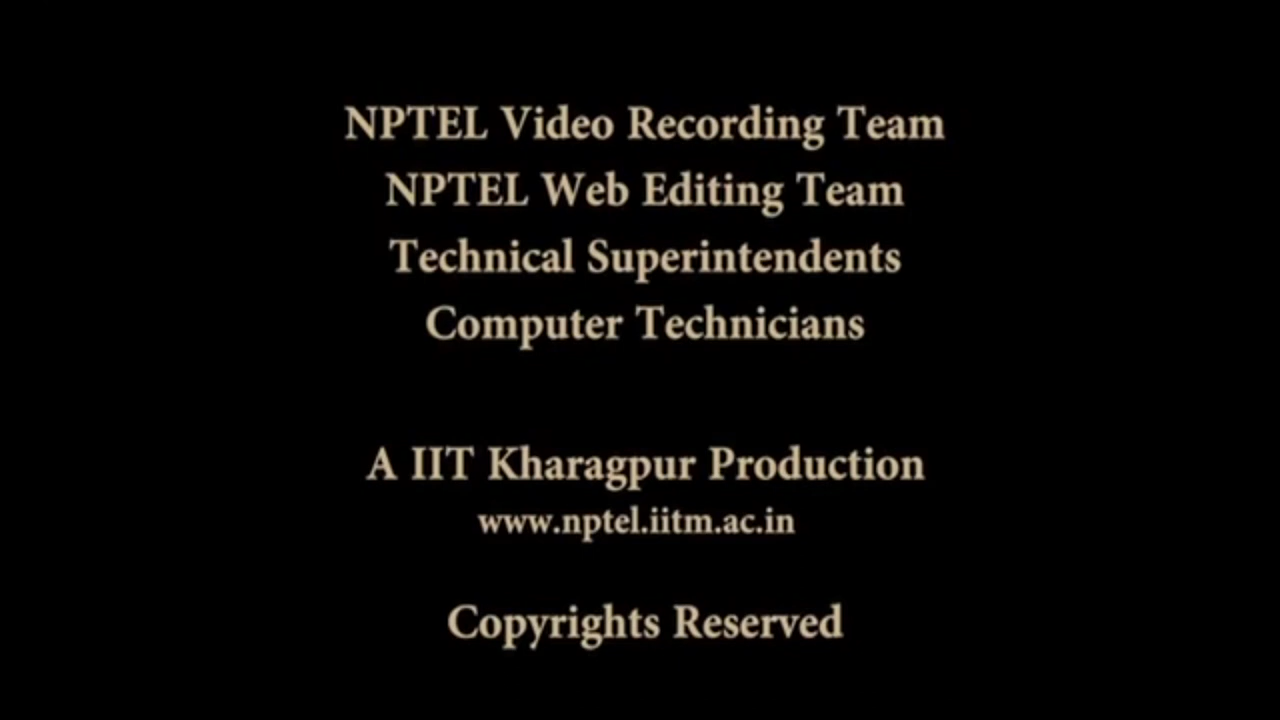 NPTEL Video Recording Team
NPTEL Web Editing Team
Technical Superintendents
Computer Technicians
A IIT Kharagpur Production
www.nptel.iitm.ac.in
Copyrights Reserved